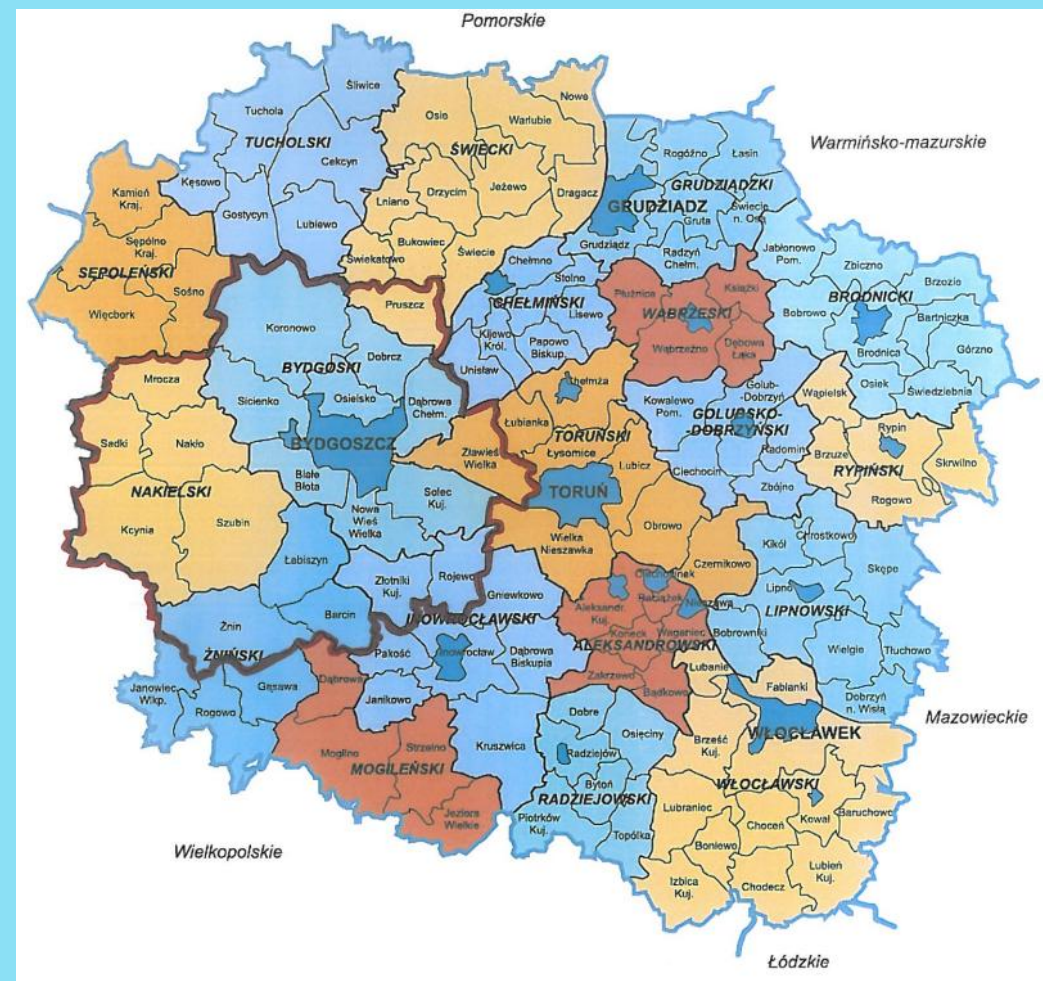 Pomorskie
Śliwice
Tuchola
TUCHOLSKI
Cekcyn
Kęsowo
Gostycyn
Lubiewo
Nowe
Osie
Warlubie
ŚWIECKI
Drzycim
Jeżewo
Dragacz
Lniano
Bukowiec
Świecie
Świekatowo
Pruszcz
Warmińsko-mazurskie
Rogóźno
Łasin
GRUDZIĄDZKI
GRUDZIĄDZ
Gruta
Świecie
n. Osą
Grudziądz
Radzyń
Chełm.
Kamień
Kraj.
Sępólno
Kraj.
SĘPOLEŃSKI
Sośno
Więcbork
Chełmno
Stolno
CHEŁMIŃSKI
Lisewo
Kijewo
Król.
Papowo
Biskup.
Unisław
Płużnica
Książki
WĄBRZESKI
Wąbrzeźno
Dębowa
Łąka
Jabłonowo
Pom.
Zbiczno
Brzozie
BRODNICKI
Bobrowo
Bartniczka
Brodnica
Górzno
Osiek
Świedziebnia
Koronowo
BYDGOSKI
Dobrcz
Sicienko
Osielsko
Dąbrowa
Chełm.
BYDGOSZCZ
Białe
Błota
Nowa
Wieś
Wielka
Solec
Kuj.
Mrocza
Sadki
Nakło
NAKIELSKI
Kcynia
Szubin
Chełmża
Łubianka
TORUŃSKI
Łysomice
Zławieś
Wielka
Lubicz
TORUŃ
Obrowo
Wielka
Nieszawka
Czernikowo
Kowalewo
Pom.
Golub-
Dobrzyń
GOLUBSKO-
-DOBRZYŃSKI
Radomin
Ciechocin
Zbójno
Wąpielsk
Rypin
Brzuze
RYPIŃSKI
Skrwilno
Rogowo
Łabiszyn
Żnin
Barcin
ŻNIŃSKI
Janowiec
Wlkp.
Rogowo
Gąsawa
Złotniki
Kuj.
Rojewo
Gniewkowo
INOWROCŁAWSKI
Pakość
Inowrocław
Dąbrowa
Biskupia
Janikowo
Kruszwica
Ciechocinek
Aleksandr.
Kuj.
Raciążek
Nieszawa
Koneck
Waganiec
ALEKSANDROWSKI
Zakrzewo
Bądkowo
Kikół
Chrostkowo
Skępe
Lipno
LIPNOWSKI
Bobrowniki
Wielgie
Tłuchowo
Dobrzyń
n. Wisłą
Dąbrowa
Mogilno
Strzelno
MOGILEŃSKI
Jeziora
Wielkie
Dobre
Osięciny
Radziejów
Bytoń
RADZIEJOWSKI
Piotrków
Kuj.
Topólka
Lubanie
Fabianki
Brześć
Kuj.
WŁOCŁAWEK
WŁOCŁAWSKI
Lubraniec
Choceń
Kowal
Baruchowo
Boniewo
Izbica
Kuj.
Chodecz
Lubień
Kuj.
Mazowieckie
Wielkopolskie
Łódzkie